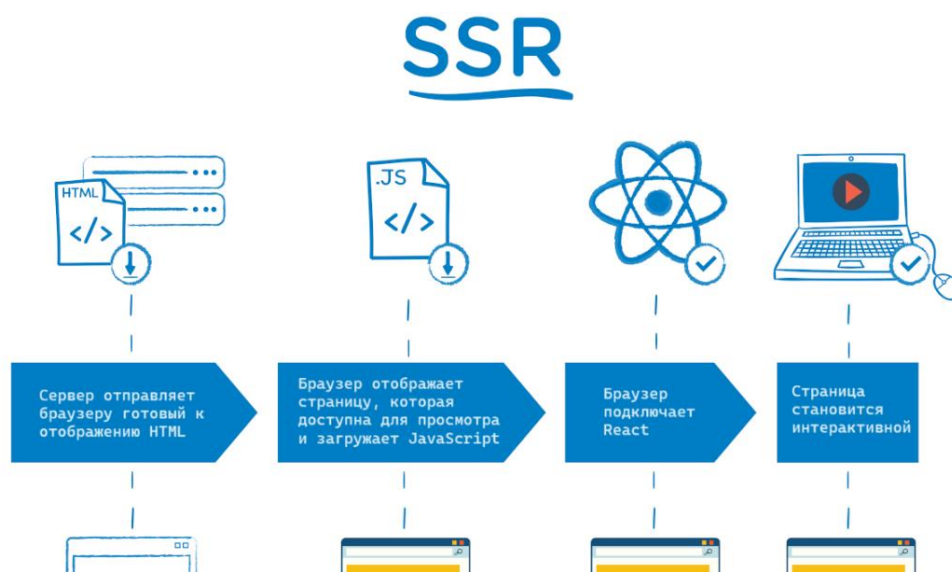 SSR
HTML
</>
.JS
</>
Сервер отправляет
браузеру готовый к
отображению HTML
Браузер отображает
страницу, которая
доступна для просмотра
и загружает JavaScript
Браузер
подключает
React
Страница
становится
интерактивной